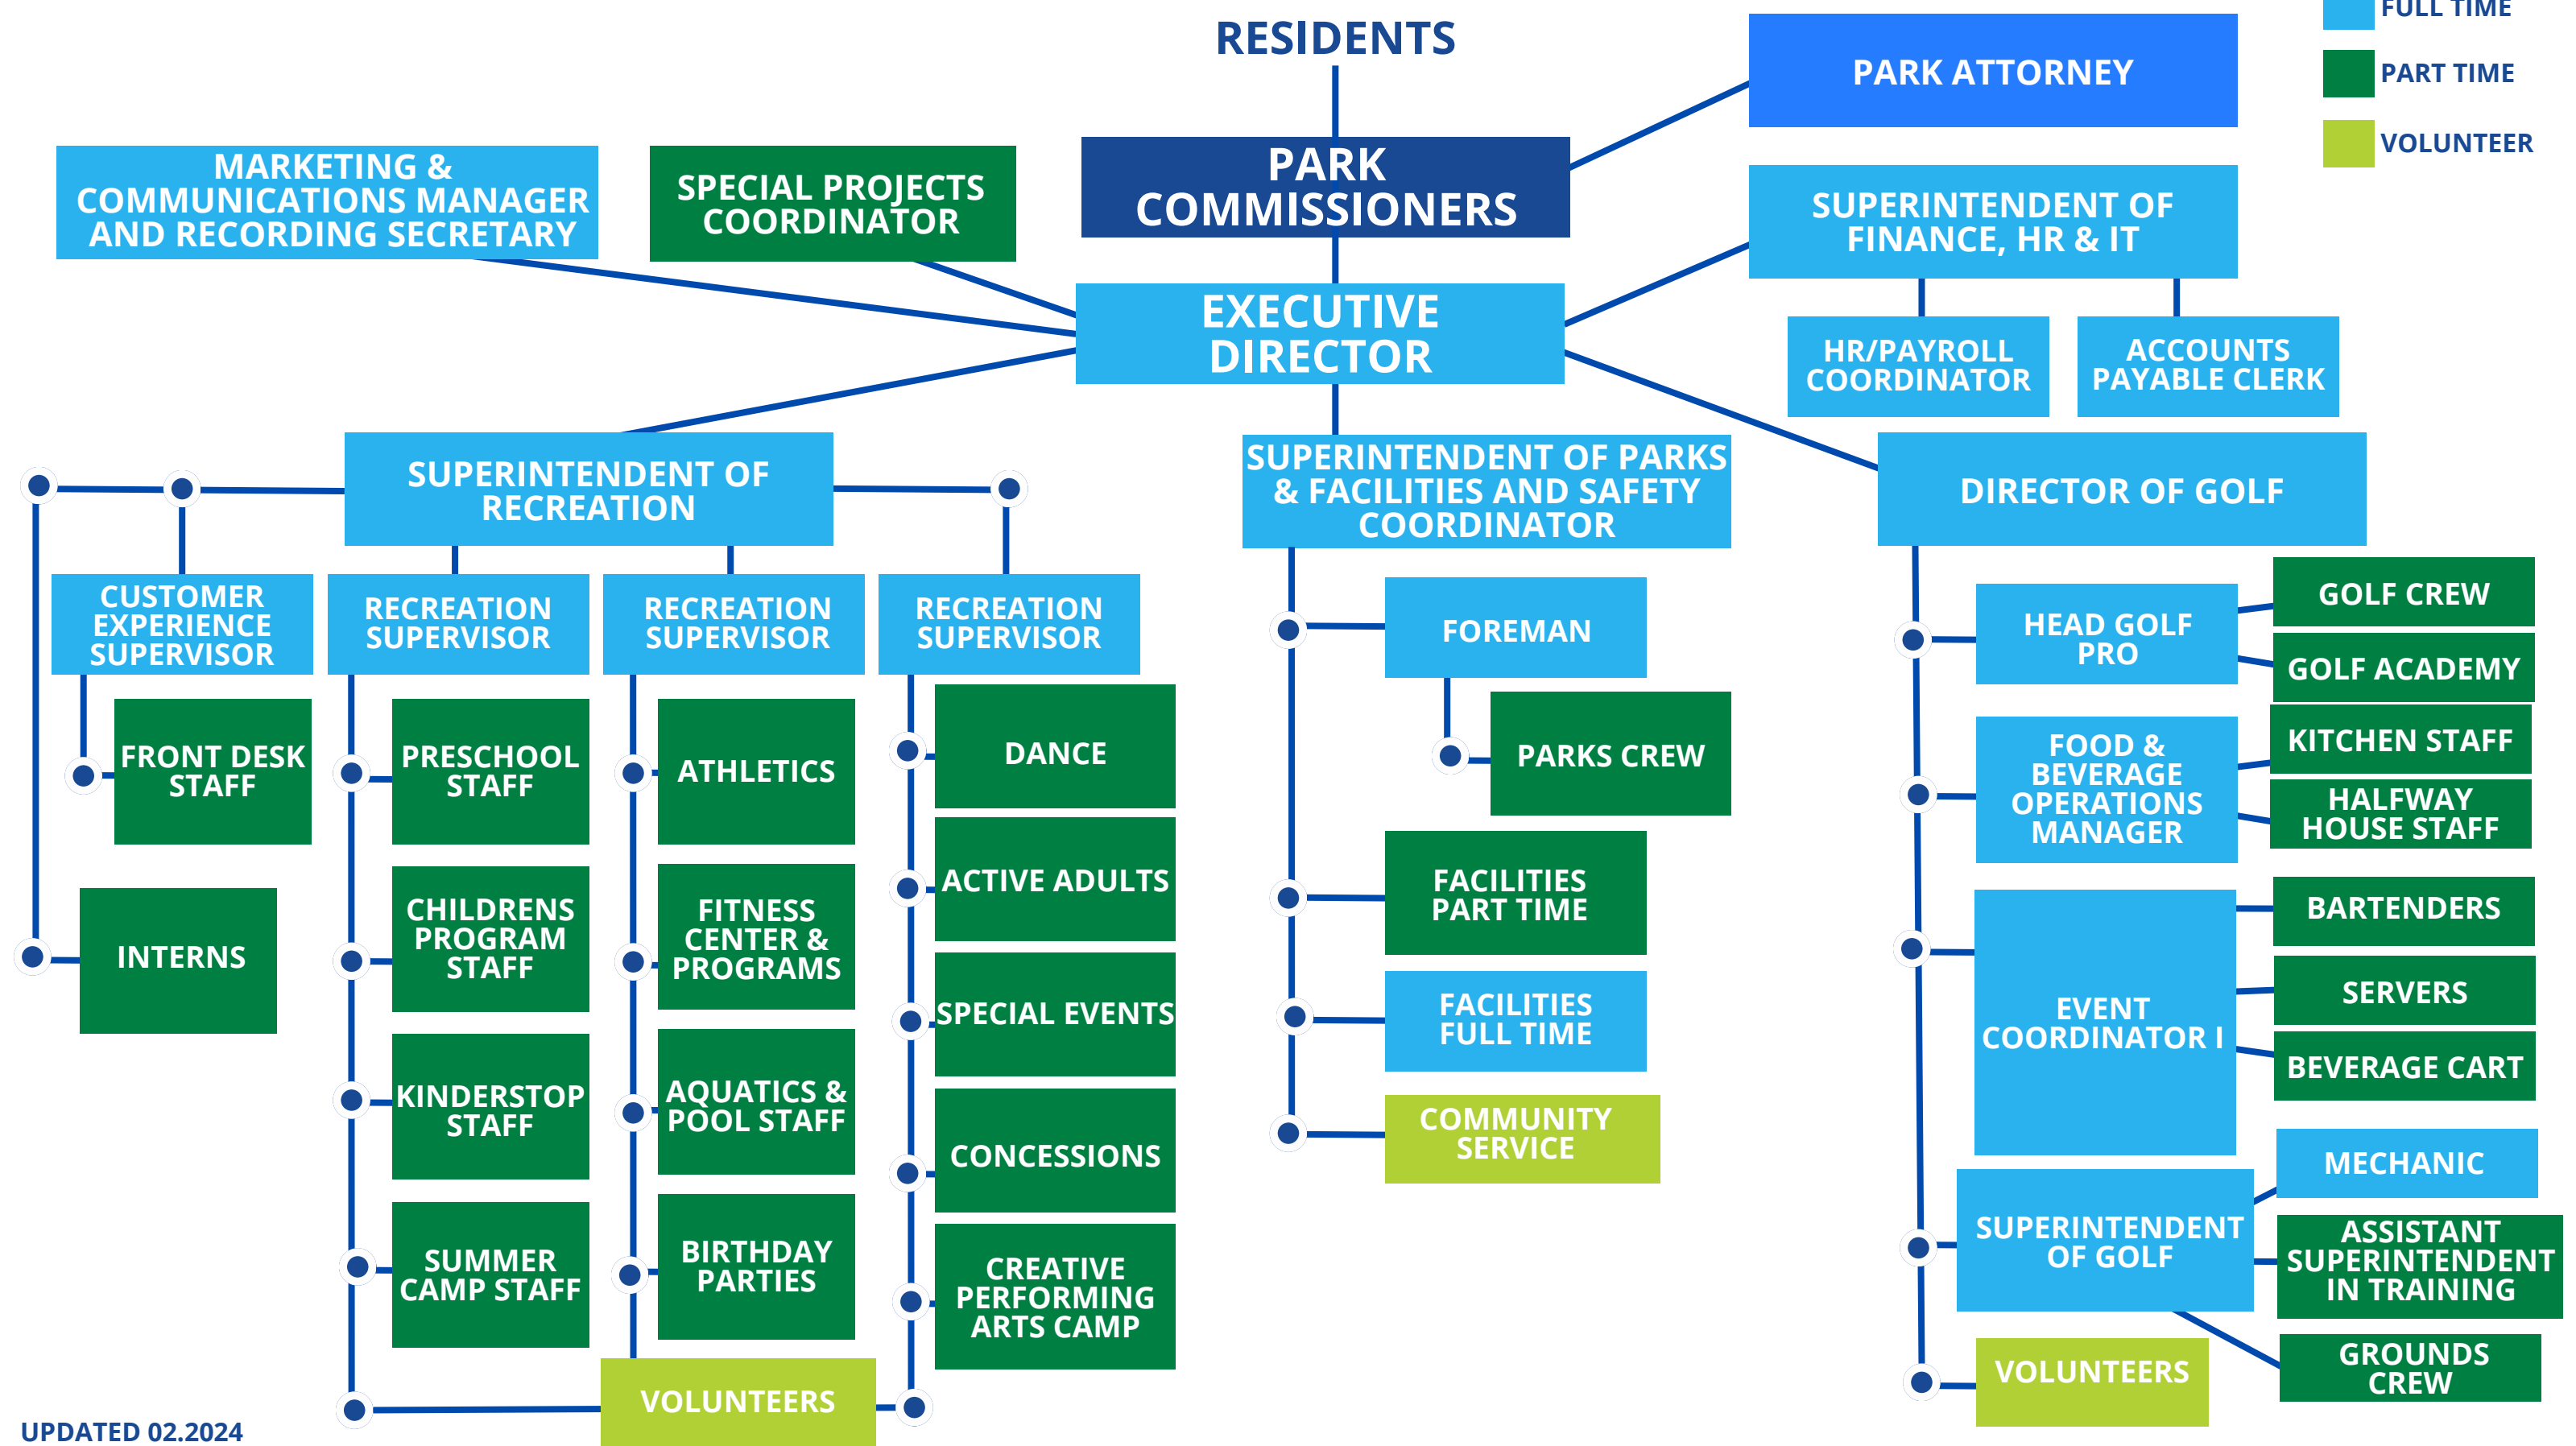 RESIDENTS
FULL TIME
PART TIME
VOLUNTEER
PARK ATTORNEY
PARK
COMMISSIONERS
MARKETING &
COMMUNICATIONS MANAGER
AND RECORDING SECRETARY
SPECIAL PROJECTS
COORDINATOR
SUPERINTENDENT OF
FINANCE, HR & IT
EXECUTIVE
DIRECTOR
HR/PAYROLL
COORDINATOR
ACCOUNTS
PAYABLE CLERK
SUPERINTENDENT OF
RECREATION
SUPERINTENDENT OF PARKS
& FACILITIES AND SAFETY
COORDINATOR
DIRECTOR OF GOLF
CUSTOMER
EXPERIENCE
SUPERVISOR
RECREATION
SUPERVISOR
RECREATION
SUPERVISOR
RECREATION
SUPERVISOR
FRONT DESK
STAFF
INTERNS
PRESCHOOL
STAFF
CHILDRENS
PROGRAM
STAFF
KINDERSTOP
STAFF
SUMMER
CAMP STAFF
ATHLETICS
FITNESS
CENTER &
PROGRAMS
AQUATICS &
POOL STAFF
BIRTHDAY
PARTIES
DANCE
ACTIVE ADULTS
SPECIAL EVENTS
CONCESSIONS
CREATIVE
PERFORMING
ARTS CAMP
VOLUNTEERS
FOREMAN
PARKS CREW
FACILITIES
PART TIME
FACILITIES
FULL TIME
COMMUNITY
SERVICE
HEAD GOLF
PRO
GOLF CREW
GOLF ACADEMY
FOOD &
BEVERAGE
OPERATIONS
MANAGER
KITCHEN STAFF
HALFWAY
HOUSE STAFF
EVENT
COORDINATOR I
BARTENDERS
SERVERS
BEVERAGE CART
SUPERINTENDENT
OF GOLF
MECHANIC
ASSISTANT
SUPERINTENDENT
IN TRAINING
GROUNDS
CREW
VOLUNTEERS
UPDATED 02.2024